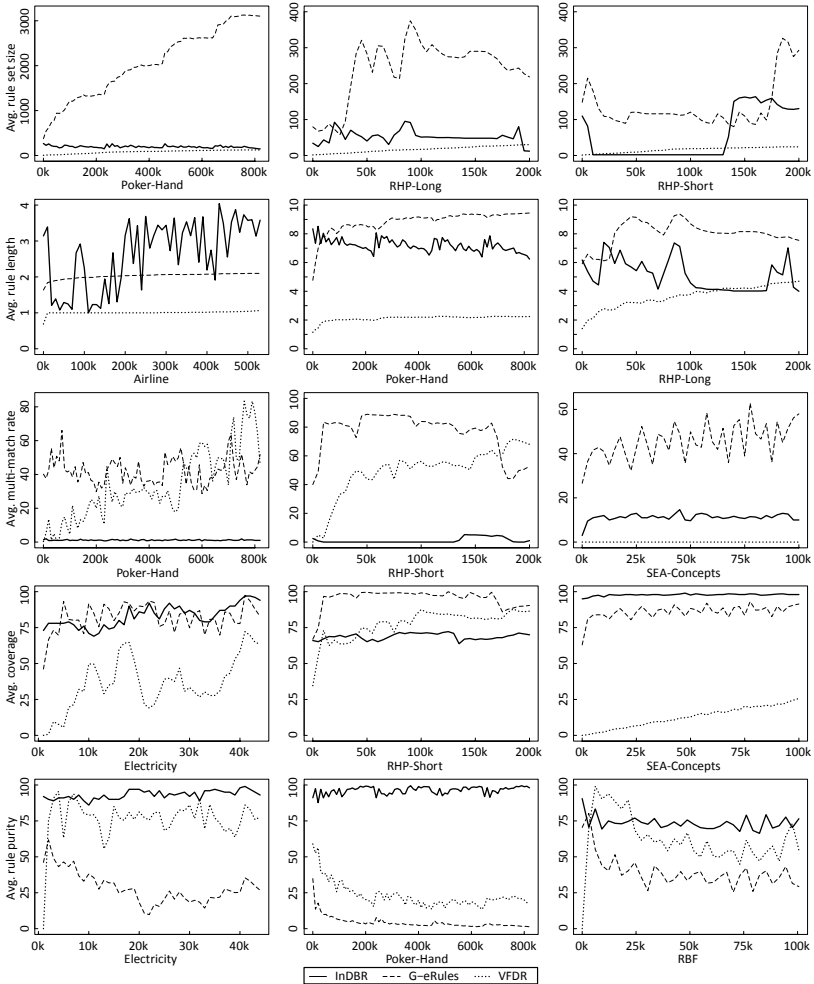 Avg. rule set size
3000
2000
1000
0
0k 200k 400k 600k 800k
Poker-Hand
400
300
200
100
0
0k 50k 100k 150k 200k
RHP-Long
400
300
200
100
0
0k 50k 100k 150k 200k
RHP-Short
Avg. rule length
4
3
2
1
0
0k 100k 200k 300k 400k 500k
Airline
10
8
6
4
2
0
0k 200k 400k 600k 800k
Poker-Hand
10
8
6
4
2
0
0k 50k 100k 150k 200k
RHP-Long
Avg. multi-match rate
80
60
40
20
0
0k 200k 400k 600k 800k
Poker-Hand
100
80
60
40
20
0
0k 50k 100k 150k 200k
RHP-Short
60
40
20
0
0k 25k 50k 75k 100k
SEA-Concepts
Avg. coverage
100
75
50
25
0
0k 10k 20k 30k 40k
Electricity
100
75
50
25
0
0k 50k 100k 150k 200k
RHP-Short
100
75
50
25
0
0k 25k 50k 75k 100k
SEA-Concepts
Avg. rule purity
100
75
50
25
0
0k 10k 20k 30k 40k
Electricity
100
75
50
25
0
0k 200k 400k 600k 800k
Poker-Hand
100
75
50
25
0
0k 25k 50k 75k 100k
RBF
InDBR G-eRules VFDR